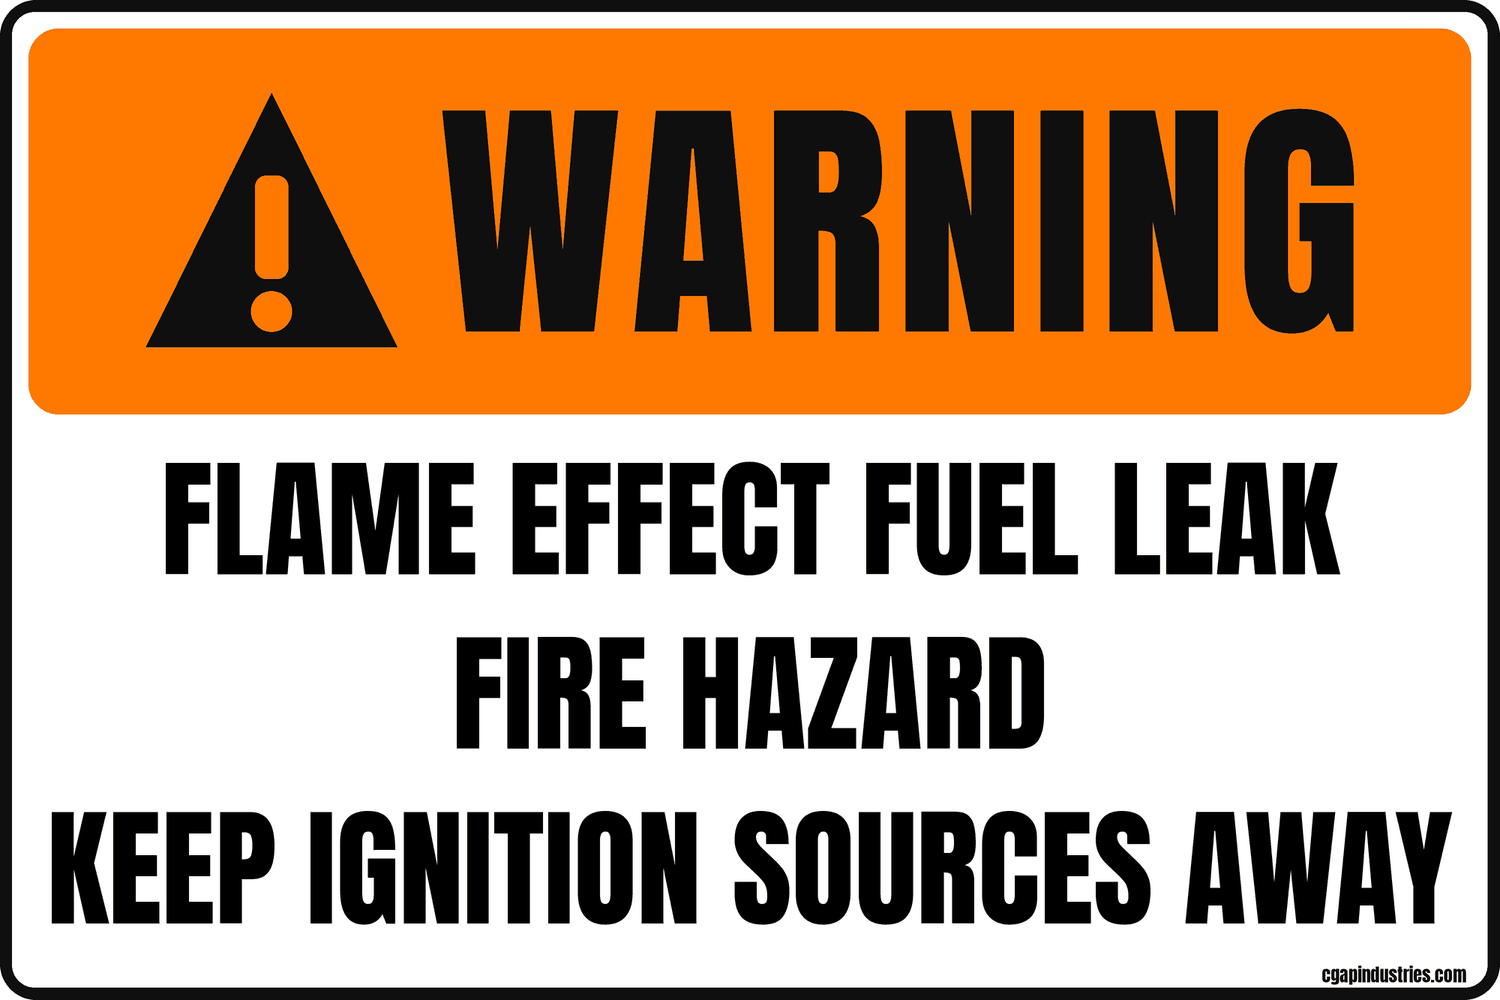 WARNING
FLAME EFFECT FUEL LEAK
FIRE HAZARD
KEEP IGNITION SOURCES AWAY
cgapindustries.com